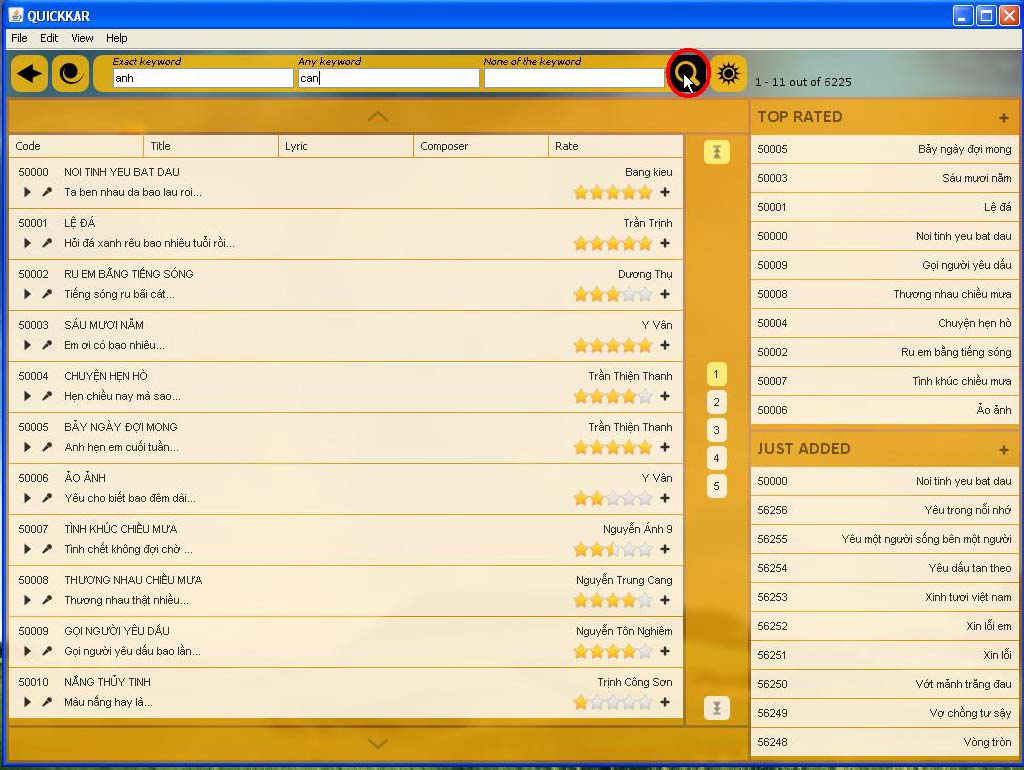 QUICKKAR
File Edit View Help
Exact keyword Any keyword None of the keyword
anh can
1 - 11 out of 6225
Code Title Lyric Composer Rate
50000 NOI TINH YEU BAT DAU Bang kieu
Ta ben nhau da bao lau roi...
50001 LỆ ĐÁ Trần Trịnh
Hỏi đá xanh rêu bao nhiêu tuổi rồi...
50002 RU EM BẰNG TIẾNG SÓNG Dương Thụ
Tiếng sóng ru bãi cát...
50003 SÁU MƯƠI NĂM Y Vân
Em ơi có bao nhiêu...
50004 CHUYỆN HẸN HÒ Trần Thiện Thanh
Hẹn chiều nay mà sao...
50005 BẢY NGÀY ĐỢI MONG Trần Thiện Thanh
Anh hẹn em cuối tuần...
50006 ẢO ẢNH Y Vân
Yêu cho biết bao đêm dài...
50007 TÌNH KHÚC CHIỀU MƯA Nguyễn Ánh 9
Tình chết không đợi chờ ...
50008 THƯƠNG NHAU CHIỀU MƯA Nguyễn Trung Cang
Thương nhau thật nhiều...
50009 GỌI NGƯỜI YÊU DẤU Nguyễn Tôn Nghiêm
Gọi người yêu dấu bao lần...
50010 NẮNG THỦY TINH Trịnh Công Sơn
Màu nắng hay là...
1
2
3
4
5
TOP RATED
50005 Bảy ngày đợi mong
50003 Sáu mươi năm
50001 Lệ đá
50000 Noi tinh yeu bat dau
50009 Gọi người yêu dấu
50008 Thương nhau chiều mưa
50004 Chuyện hẹn hò
50002 Ru em bằng tiếng sóng
50007 Tình khúc chiều mưa
50006 Ảo ảnh
JUST ADDED
50000 Noi tinh yeu bat dau
56256 Yêu trong nỗi nhớ
56255 Yêu một người sống bên một người
56254 Yêu dấu tan theo
56253 Xinh tươi việt nam
56252 Xin lỗi em
56251 Xin lỗi
56250 Vớt mảnh trăng đau
56249 Vợ chồng tư sậy
56248 Vòng tròn